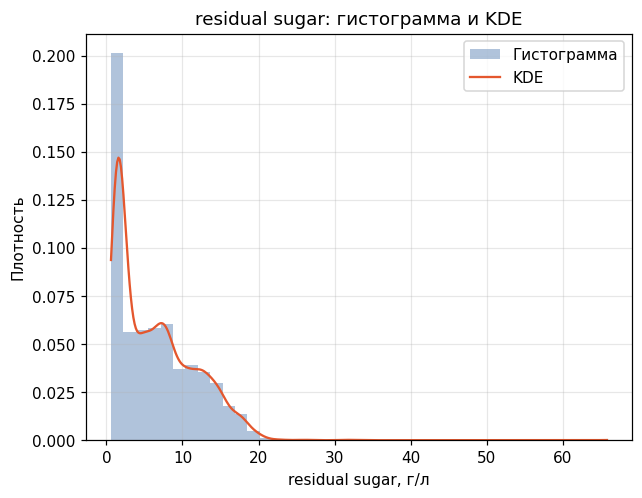 residual sugar: гистограмма и KDE
Гистограмма
KDE
Плотность
0.200
0.175
0.150
0.125
0.100
0.075
0.050
0.025
0.000
0 10 20 30 40 50 60
residual sugar, г/л